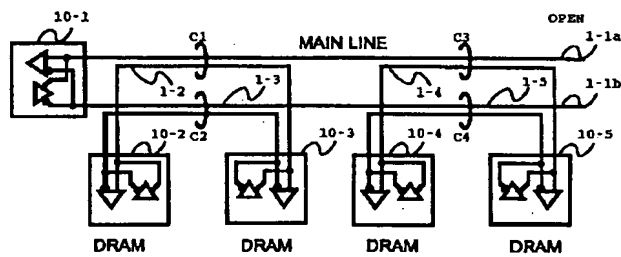 10-1
C1
MAIN LINE
C3
OPEN
1-1a
1-2
1-3
1-4
1-5
1-1b
10-2
C2
10-3
10-4
C4
10-5
DRAM
DRAM
DRAM
DRAM